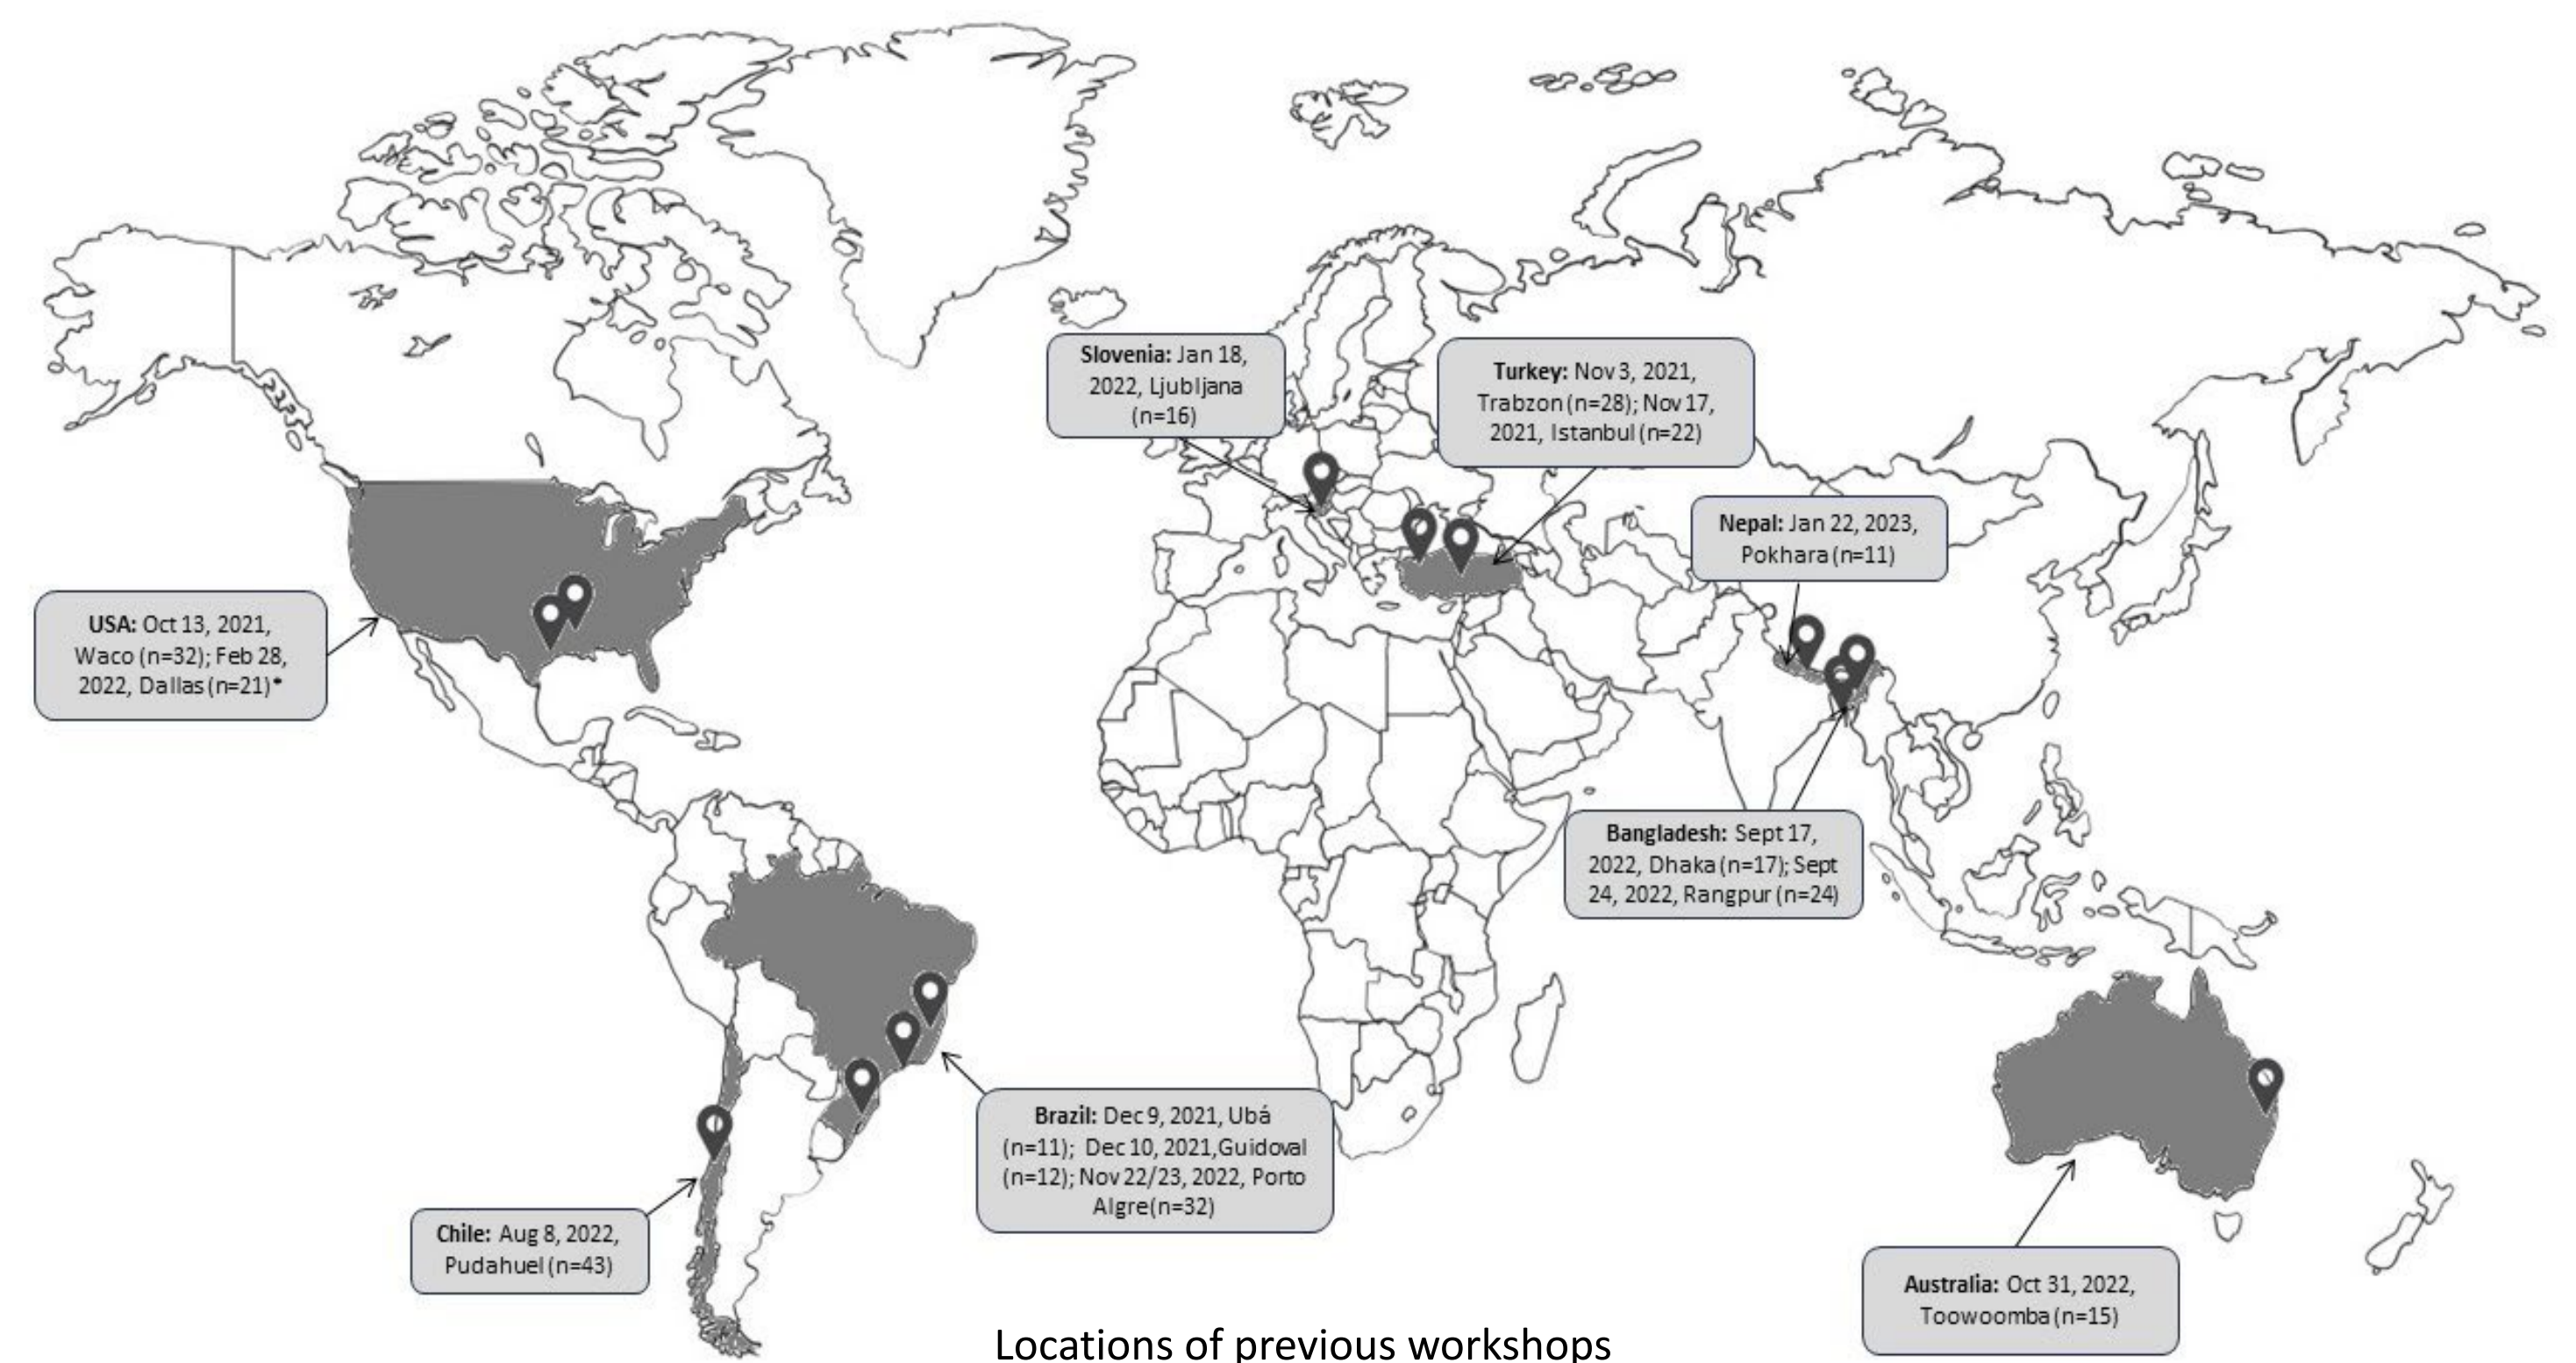 Slovenia: Jan 18,
2022, Ljubljana
(n=16)
Turkey: Nov 3, 2021,
Trabzon (n=28); Nov 17,
2021, Istanbul (n=22)
Nepal: Jan 22, 2023,
Pokhara (n=11)
USA: Oct 13, 2021,
Waco (n=32); Feb 28,
2022, Dallas (n=21)*
Bangladesh: Sept 17,
2022, Dhaka (n=17); Sept
24, 2022, Rangpur (n=24)
Brazil: Dec 9, 2021, Ubá
(n=11); Dec 10, 2021,Guidoval
(n=12); Nov 22/23, 2022, Porto
Algre(n=32)
Chile: Aug 8, 2022,
Pudahuel (n=43)
Australia: Oct 31, 2022,
Toowoomba (n=15)
Locations of previous workshops